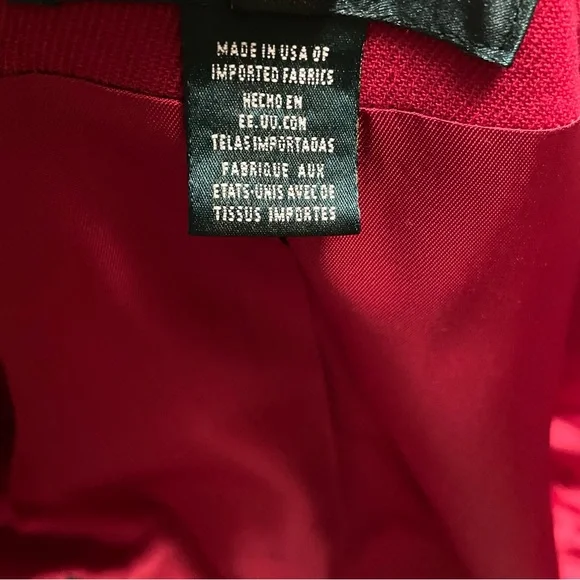 MADE IN USA OF
IMPORTED FABRICS
HECHO EN
EE.UU.CON
TELAS IMPORTADAS
FABRIQUE AUX
ETATS-UNIS AVEC DE
TISSUS IMPORTES